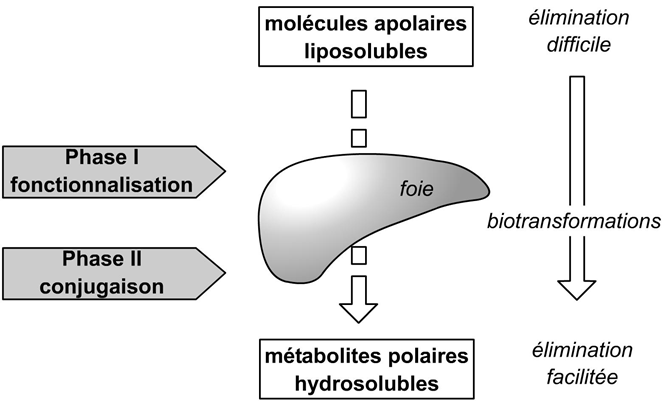 molécules apolaires
liposolubles
élimination
difficile
Phase I
fonctionnalisation
foie
biotransformations
Phase II
conjugaison
métabolites polaires
hydrosolubles
élimination
facilitée